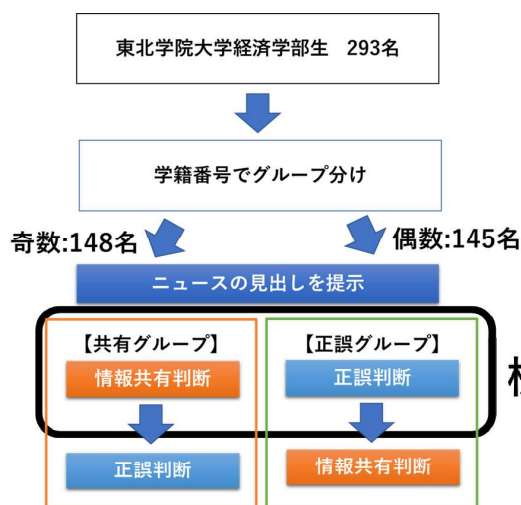 東北学院大学経済学部生 293名
学籍番号でグループ分け
奇数:148名
偶数:145名
ニュースの見出しを提示
【共有グループ】
情報共有判断
正誤判断
【正誤グループ】
正誤判断
情報共有判断